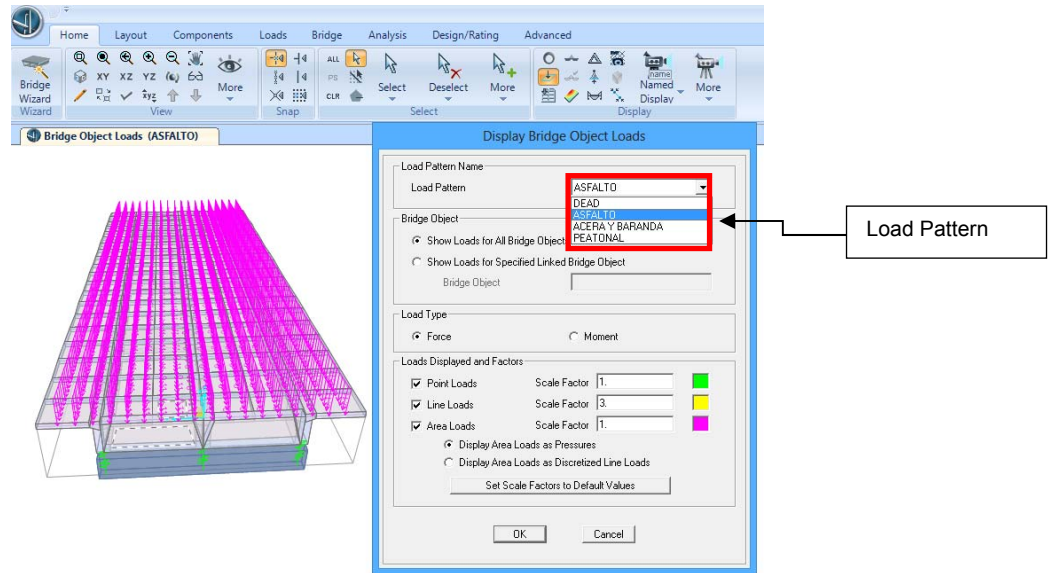 Home Layout Components Loads Bridge Analysis Design/Rating Advanced
ALL
XY XZ YZ
PS
CLR
Bridge Wizard
More
Select
Deselect
More
name
Named Display
More
Wizard View Snap Select Display
Bridge Object Loads (ASFALTO)
Display Bridge Object Loads
Load Pattern Name
Load Pattern ASFALTO
DEAD
ASFALTO
ACERA Y BARANDA
PEATONAL
Load Pattern
Bridge Object
Show Loads for All Bridge Object
Show Loads for Specified Linked Bridge Object
Bridge Object
Load Type
Force Moment
Loads Displayed and Factors
Point Loads Scale Factor 1.
Line Loads Scale Factor 3.
Area Loads Scale Factor 1.
Display Area Loads as Pressures
Display Area Loads as Discretized Line Loads
Set Scale Factors to Default Values
OK Cancel